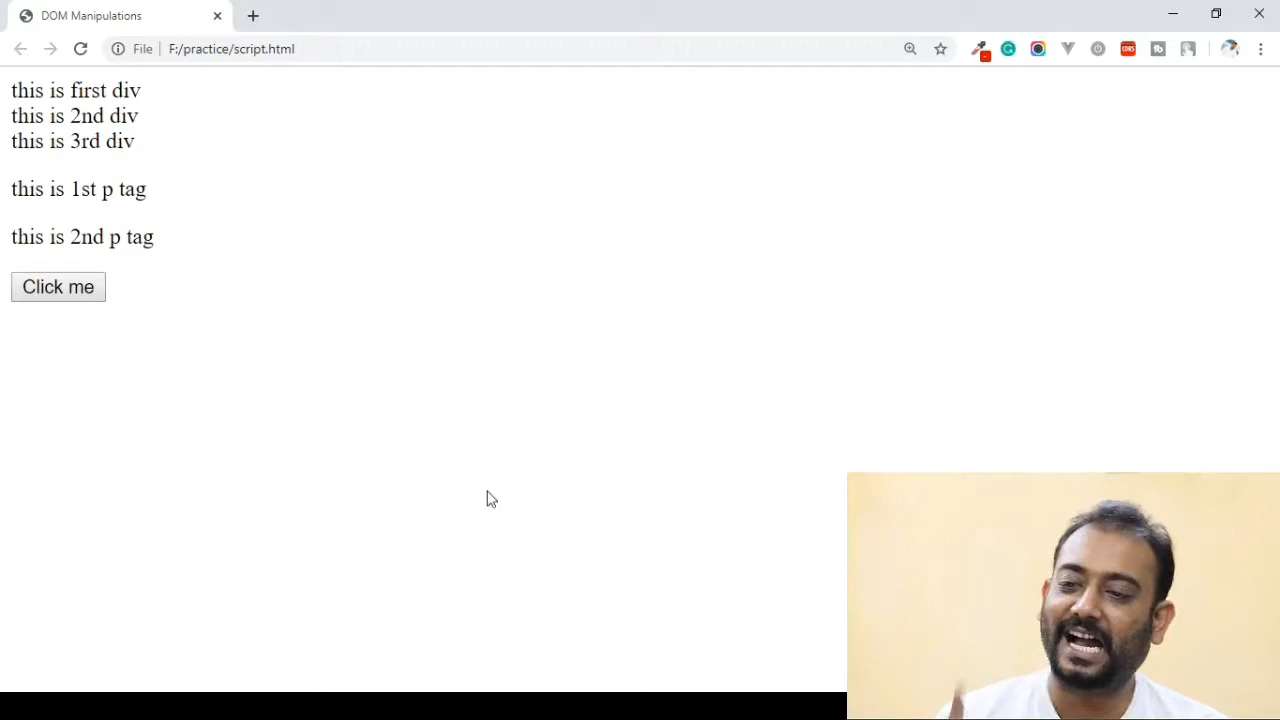 DOM Manipulations
File F:/practice/script.html
this is first div
this is 2nd div
this is 3rd div
this is 1st p tag
this is 2nd p tag
Click me